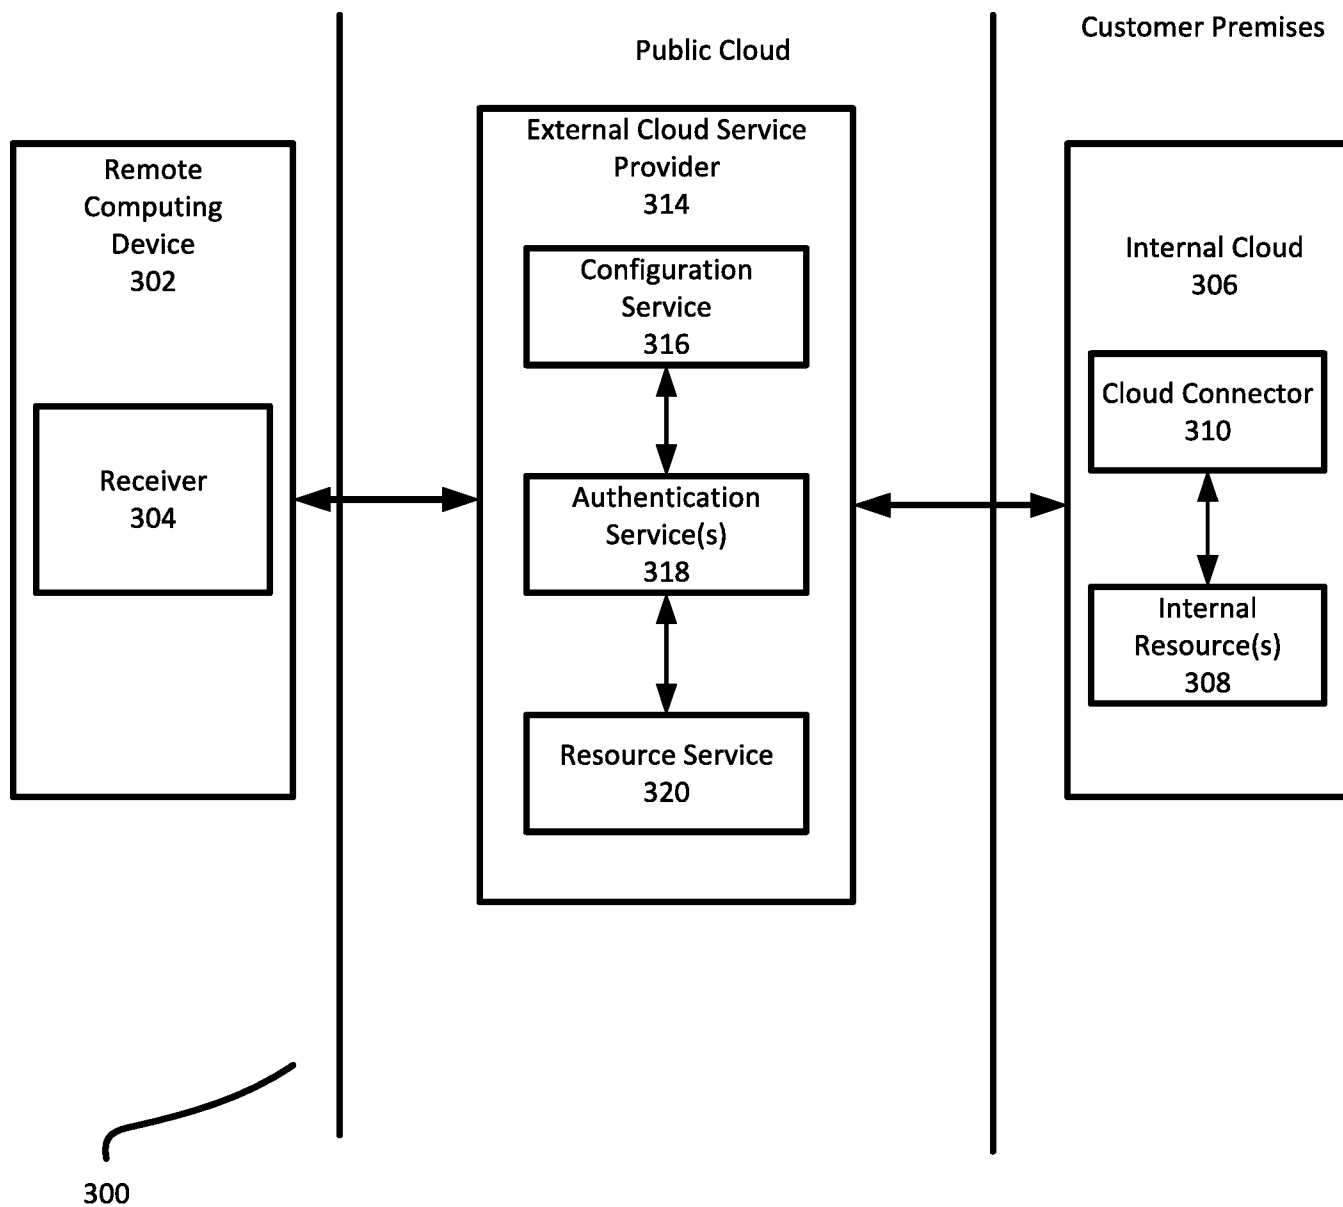 Public Cloud
Customer Premises
Remote
Computing
Device
302
Receiver
304
External Cloud Service
Provider
314
Configuration
Service
316
Authentication
Service(s)
318
Resource Service
320
Internal Cloud
306
Cloud Connector
310
Internal
Resource(s)
308
300